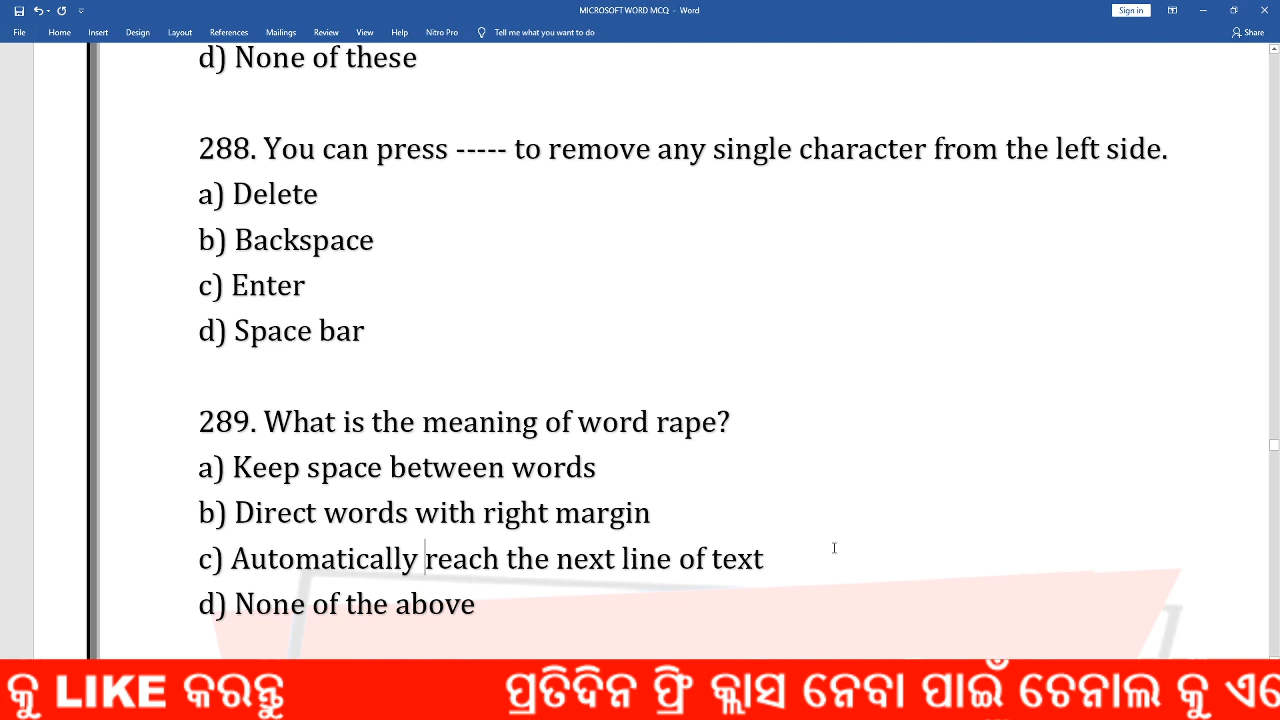 MICROSOFT WORD MCQ - Word
Sign in
File Home Insert Design Layout References Mailings Review View Help Nitro Pro Tell me what you want to do Share
d) None of these
288. You can press ----- to remove any single character from the left side.
a) Delete
b) Backspace
c) Enter
d) Space bar
289. What is the meaning of word rape?
a) Keep space between words
b) Direct words with right margin
c) Automatically reach the next line of text
d) None of the above
କୁ LIKE କରନ୍ତୁ ପ୍ରତିଦିନ ଫ୍ରି କ୍ଲାସ ନେବା ପାଇଁ ଚେନାଲ କୁ